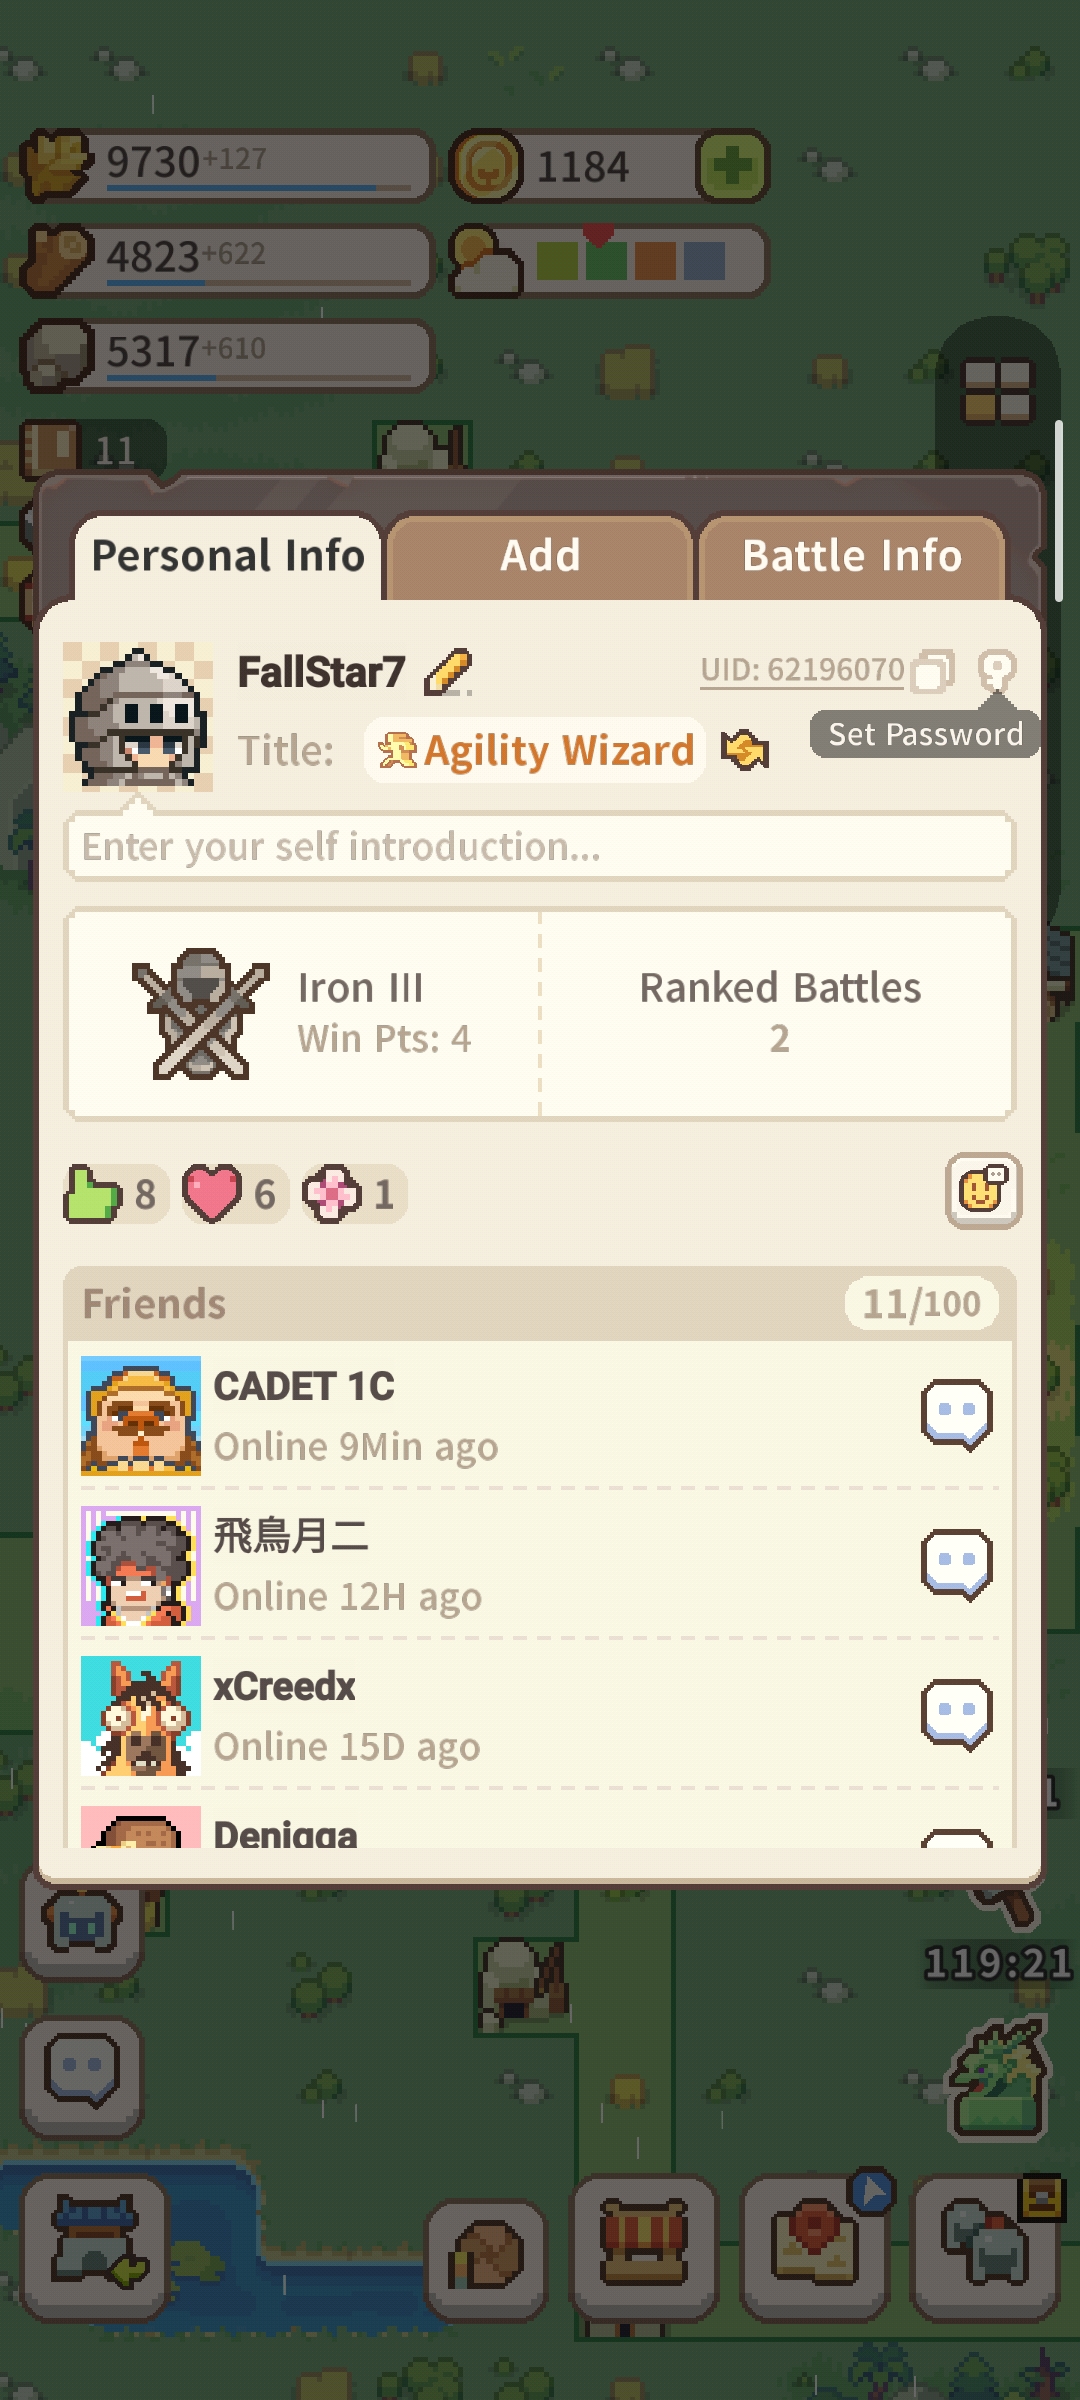 9730+127
1184
4823+622
5317+610
11
Personal Info
Add
Battle Info
FallStar7
UID: 62196070
Set Password
Title: Agility Wizard
Enter your self introduction...
Iron III
Win Pts: 4
Ranked Battles
2
8
6
1
Friends
11/100
CADET 1C
Online 9Min ago
飛鳥月二
Online 12H ago
xCreedx
Online 15D ago
119:21